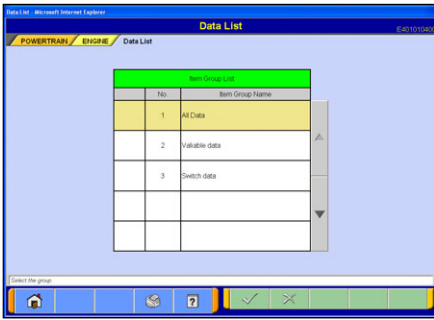 Data List - Microsoft Internet Explorer
Data List
E401010400
POWERTRAIN ENGINE Data List
Item Group List
No. Item Group Name
1 All Data
2 Valiable data
3 Switch data
Select the group.
?